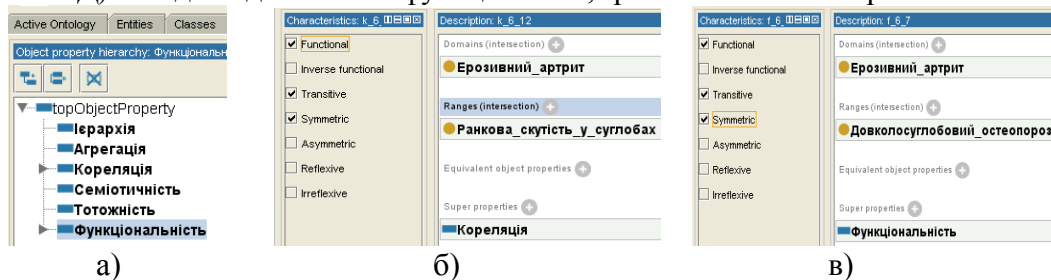 Active Ontology Entities Classes
Object property hierarchy: Функціональн
topObjectProperty
Ієрархія
Агрегація
Кореляція
Семіотичність
Тотожність
Функціональність
а)
Characteristics: k_6_
Functional
Inverse functional
Transitive
Symmetric
Asymmetric
Reflexive
Irreflexive
Description: k_6_12
Domains (intersection)
Ерозивний_артрит
Ranges (intersection)
Ранкова_скутість_у_суглобах
Equivalent object properties
Super properties
Кореляція
б)
Characteristics: f_6_
Functional
Inverse functional
Transitive
Symmetric
Asymmetric
Reflexive
Irreflexive
Description: f_6_7
Domains (intersection)
Ерозивний_артрит
Ranges (intersection)
Довколосуглобовий_остеопороз
Equivalent object properties
Super properties
Функціональність
в)